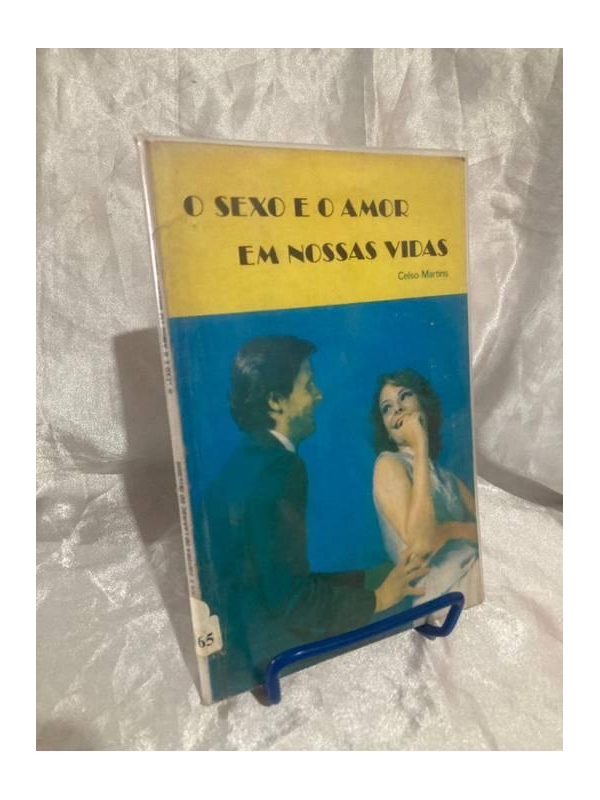 O SEXO E O AMOR
EM NOSSAS VIDAS
Celso Martins
65